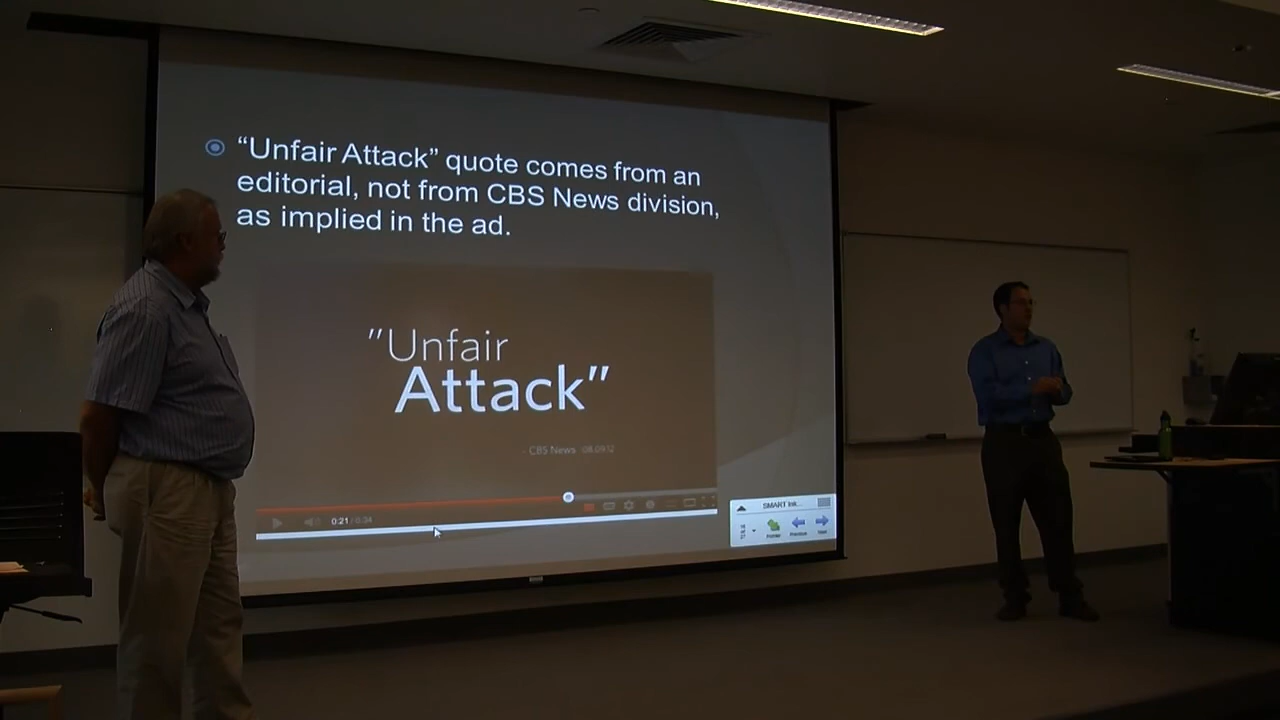 “Unfair Attack” quote comes from an
editorial, not from CBS News division,
as implied in the ad.
"Unfair
Attack"
- CBS News 08.09.12
0:21 / 0:34
SMART Ink...
Pointer Previous Next